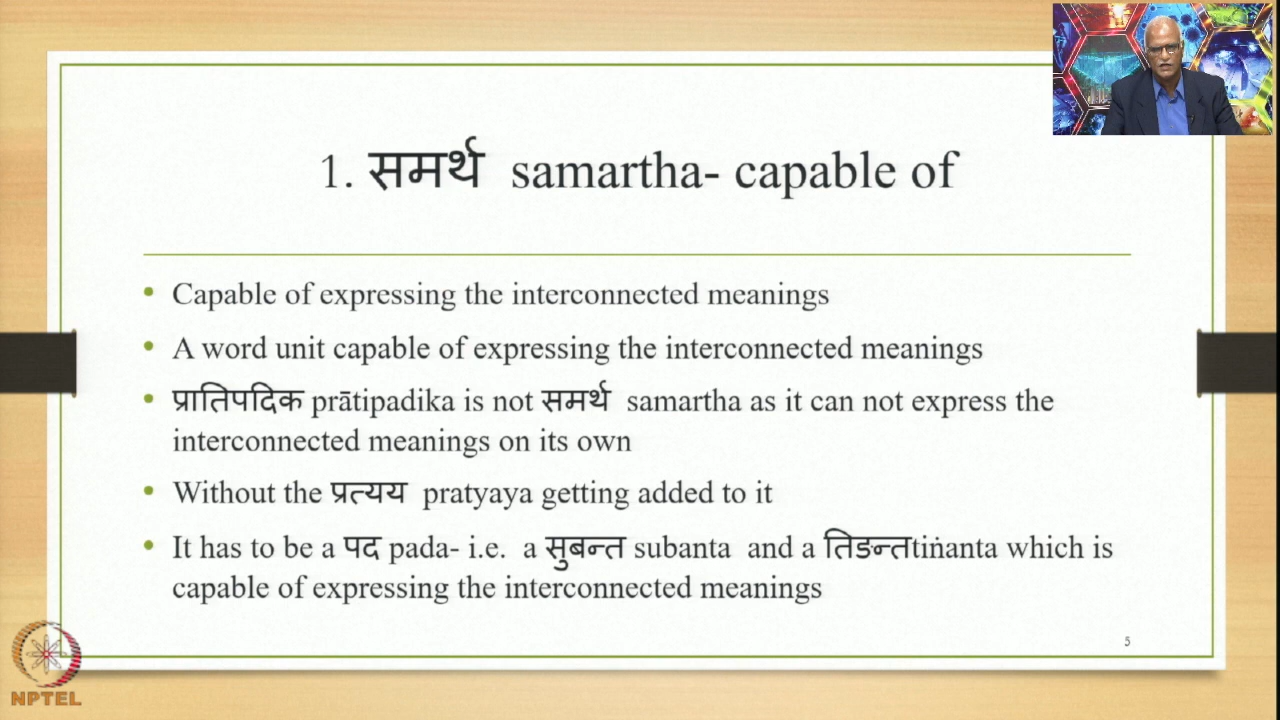 1. समर्थ samartha- capable of
• Capable of expressing the interconnected meanings
• A word unit capable of expressing the interconnected meanings
• प्रातिपदिक prātipadika is not समर्थ samartha as it can not express the
interconnected meanings on its own
• Without the प्रत्यय pratyaya getting added to it
• It has to be a पद pada- i.e. a सुबन्त subanta and a तिङन्तtiṅanta which is
capable of expressing the interconnected meanings
5
NPTEL